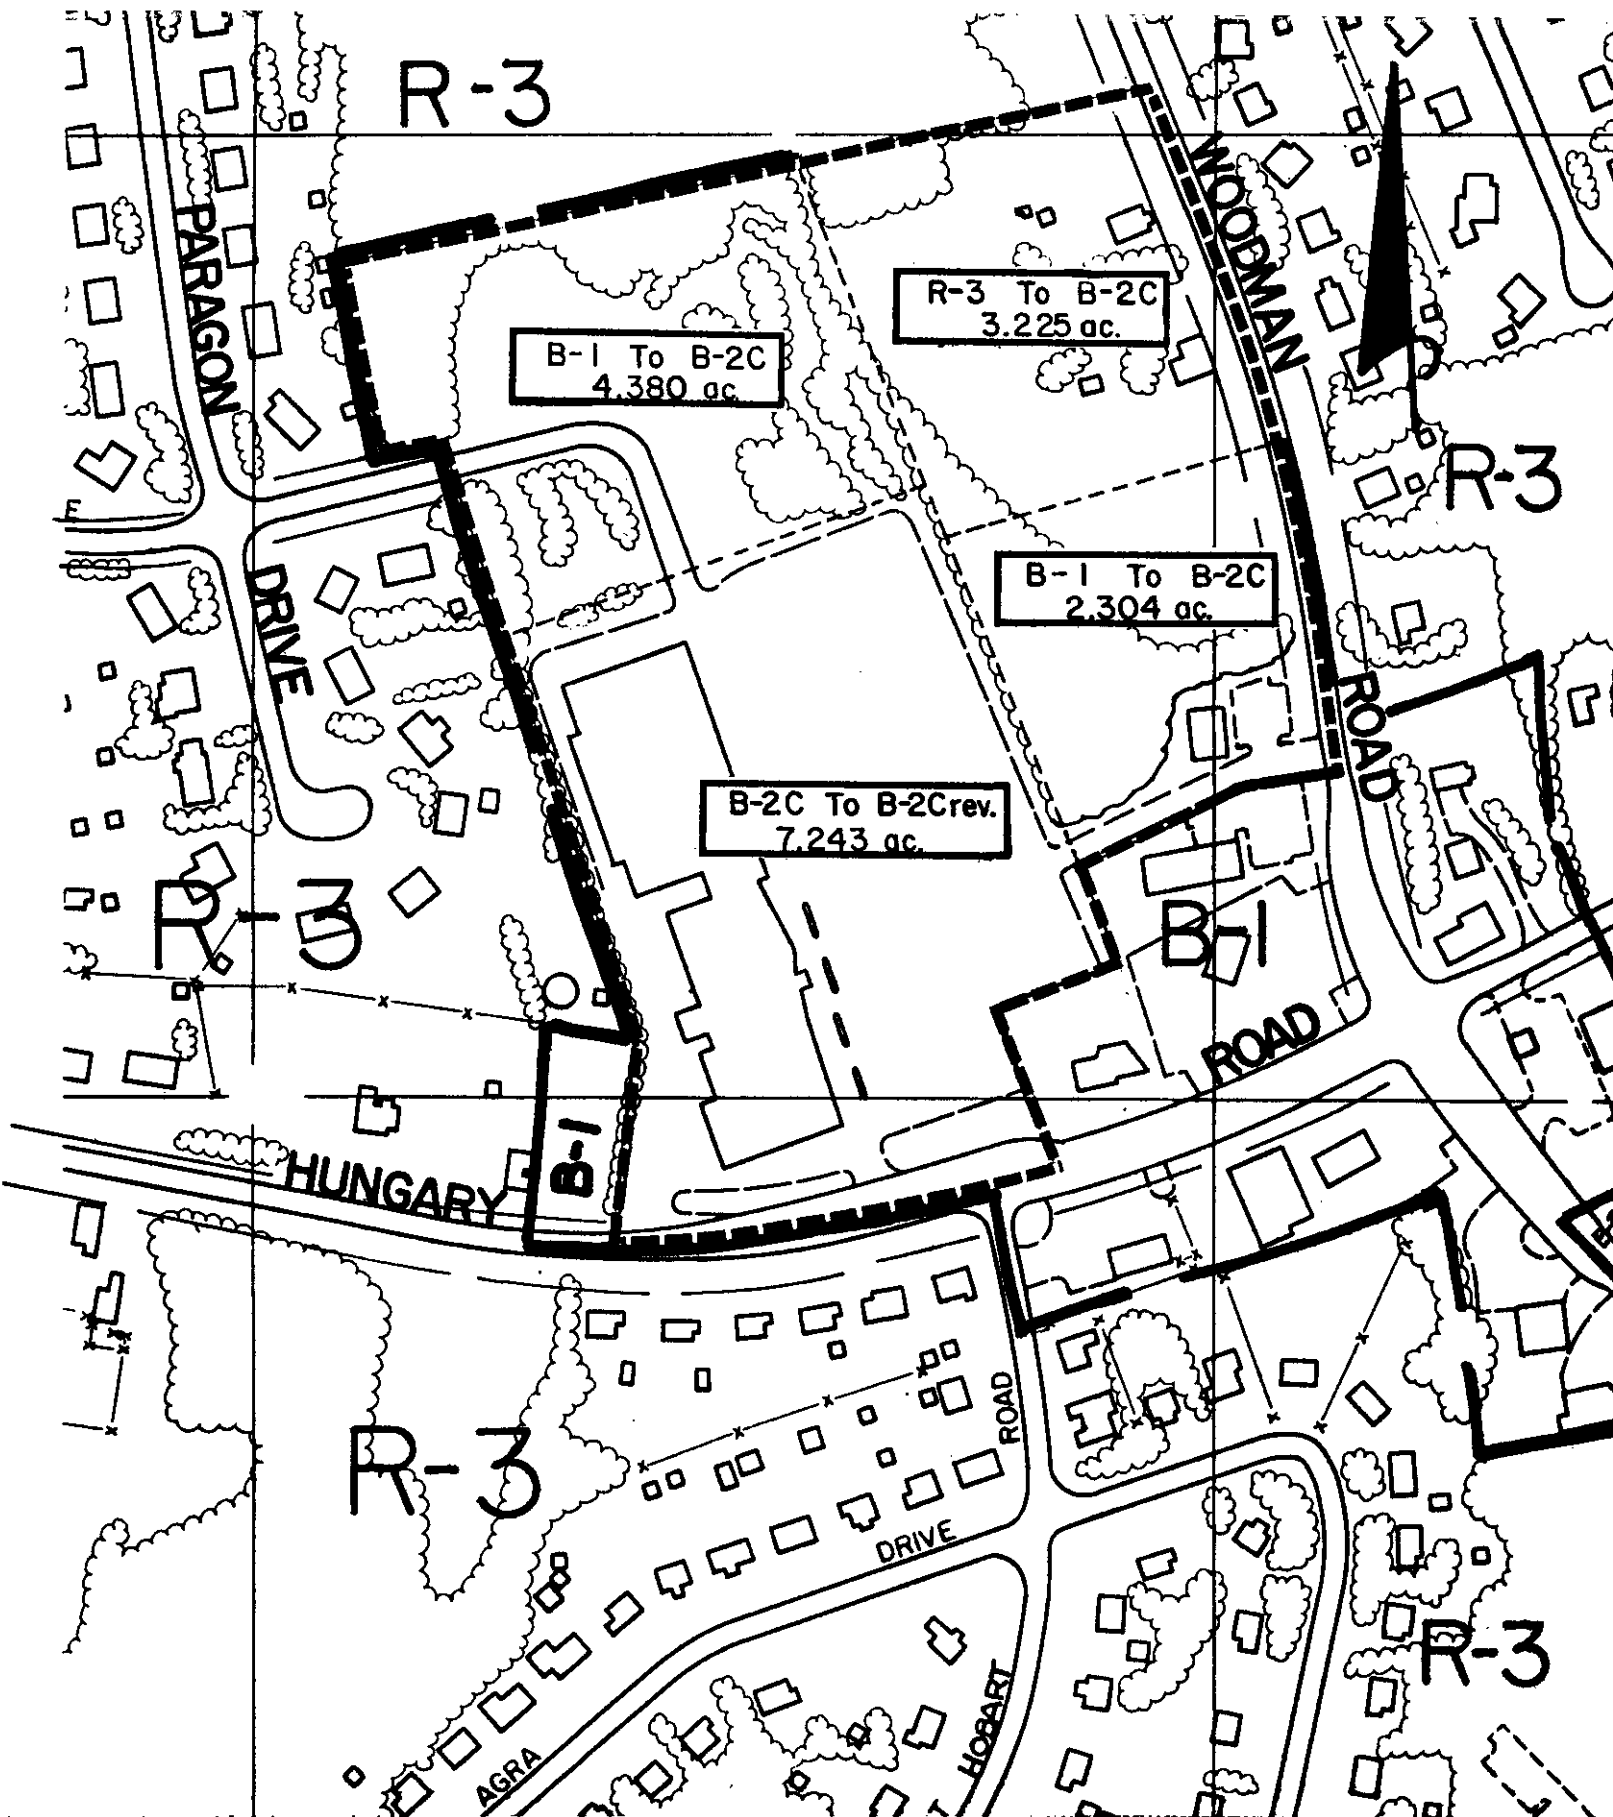 R-3
WOODMAN
PARAGON
R-3 To B-2C
3.225 ac.
B-1 To B-2C
4.380 ac.
R-3
B-1 To B-2C
2.304 ac.
E
DRIVE
ROAD
B-2C To B-2C rev.
7.243 ac.
R-3
B-1
ROAD
B-1
HUNGARY
ROAD
R-3
DRIVE
R-3
HOBART
AGRA